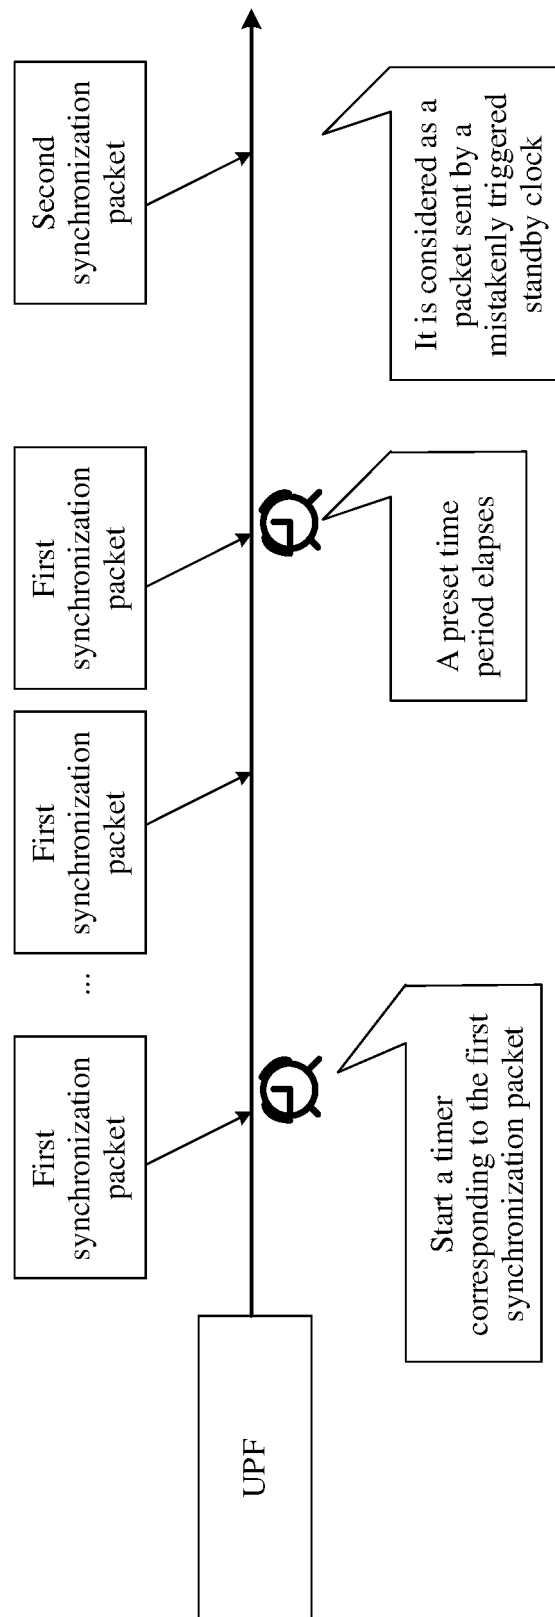 First
synchronization
packet
...
First
synchronization
packet
First
synchronization
packet
Second
synchronization
packet
UPF
Start a timer
corresponding to the first
synchronization packet
A preset time
period elapses
It is considered as a
packet sent by a
mistakenly triggered
standby clock